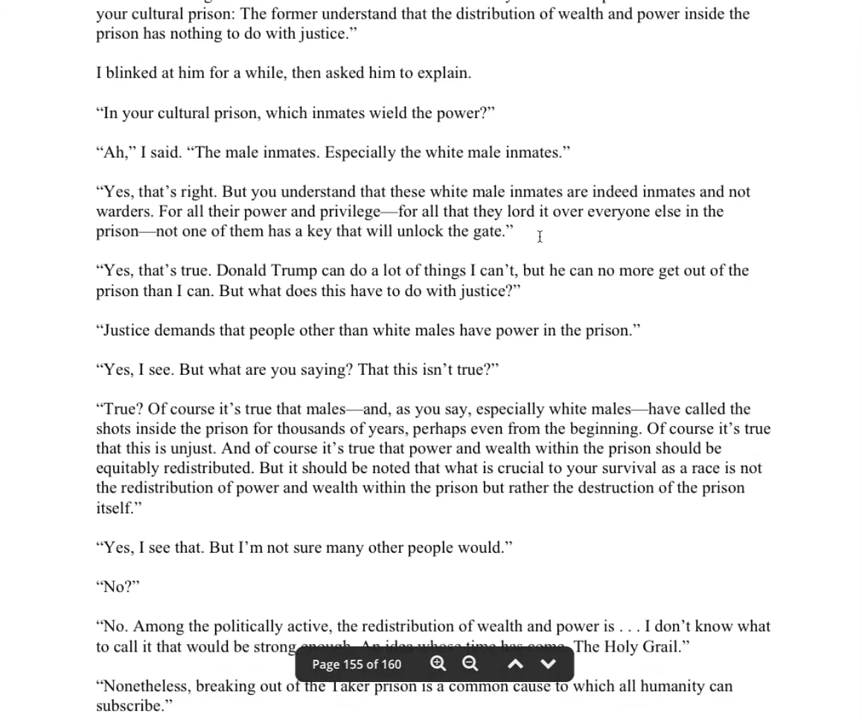 your cultural prison: The former understand that the distribution of wealth and power inside the
prison has nothing to do with justice.”
I blinked at him for a while, then asked him to explain.
“In your cultural prison, which inmates wield the power?”
“Ah,” I said. “The male inmates. Especially the white male inmates.”
“Yes, that’s right. But you understand that these white male inmates are indeed inmates and not
warders. For all their power and privilege—for all that they lord it over everyone else in the
prison—not one of them has a key that will unlock the gate.”
“Yes, that’s true. Donald Trump can do a lot of things I can’t, but he can no more get out of the
prison than I can. But what does this have to do with justice?”
“Justice demands that people other than white males have power in the prison.”
“Yes, I see. But what are you saying? That this isn’t true?”
“True? Of course it’s true that males—and, as you say, especially white males—have called the
shots inside the prison for thousands of years, perhaps even from the beginning. Of course it’s true
that this is unjust. And of course it’s true that power and wealth within the prison should be
equitably redistributed. But it should be noted that what is crucial to your survival as a race is not
the redistribution of power and wealth within the prison but rather the destruction of the prison
itself.”
“Yes, I see that. But I’m not sure many other people would.”
“No?”
“No. Among the politically active, the redistribution of wealth and power is . . . I don’t know what
to call it that would be strong enough. An idea whose time has come. The Holy Grail.”
Page 155 of 160
“Nonetheless, breaking out of the Taker prison is a common cause to which all humanity can
subscribe.”